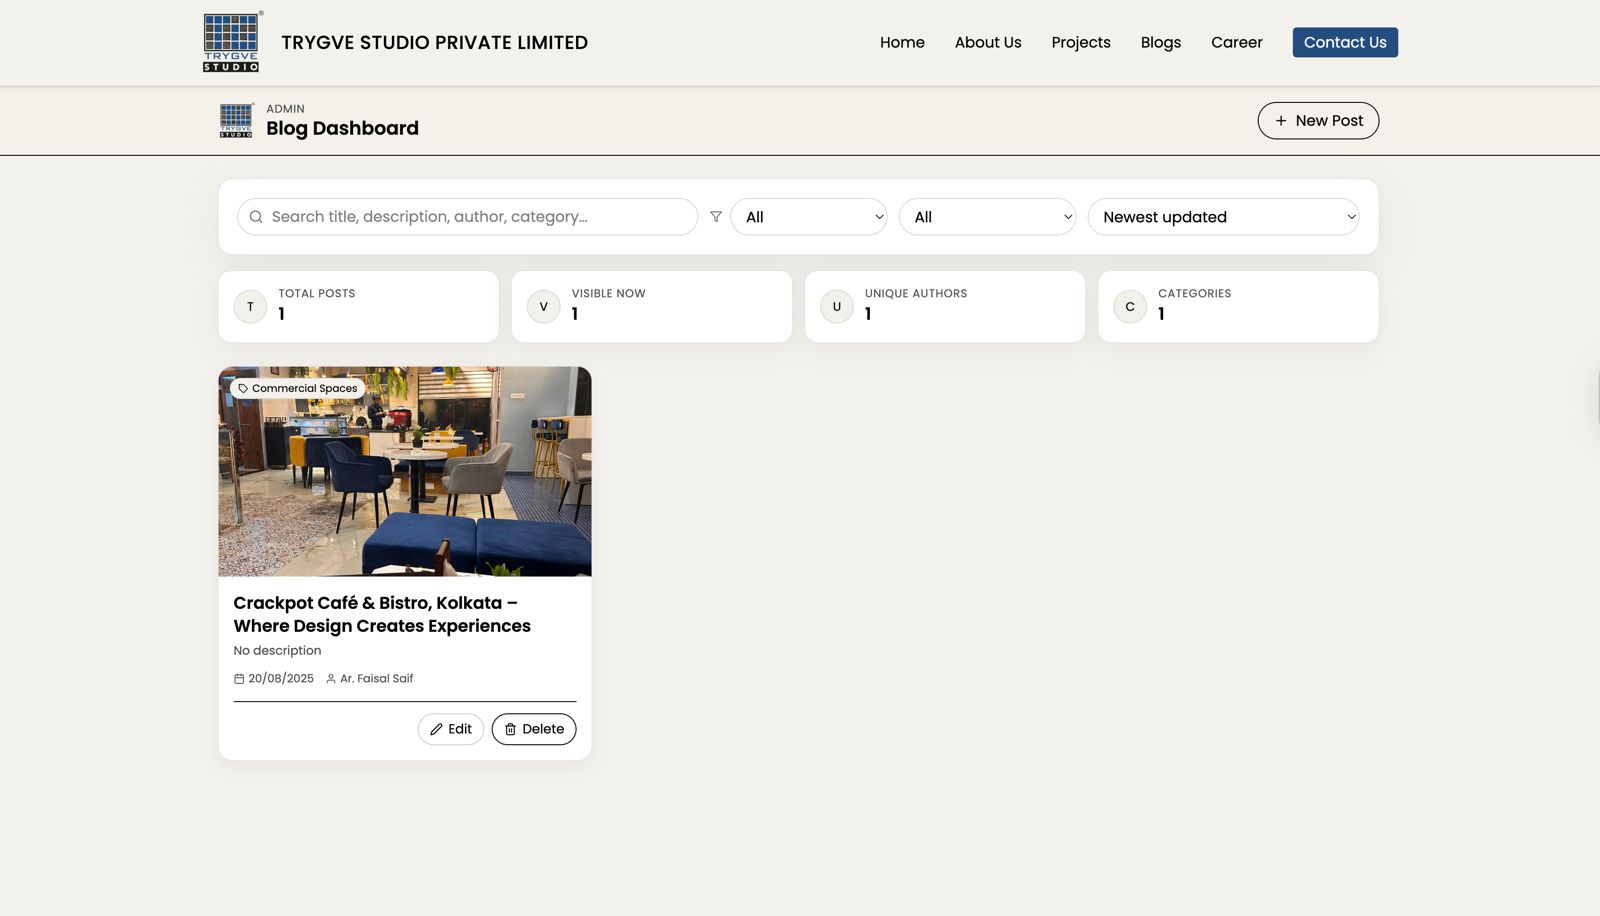 TRYGVE
STUDIO
®
TRYGVE STUDIO PRIVATE LIMITED
Home
About Us
Projects
Blogs
Career
Contact Us
TRYGVE
STUDIO
ADMIN
Blog Dashboard
+ New Post
Search title, description, author, category...
All
All
Newest updated
T
TOTAL POSTS
1
V
VISIBLE NOW
1
U
UNIQUE AUTHORS
1
C
CATEGORIES
1
Commercial Spaces
Crackpot Café & Bistro, Kolkata –
Where Design Creates Experiences
No description
20/08/2025
Ar. Faisal Saif
Edit
Delete